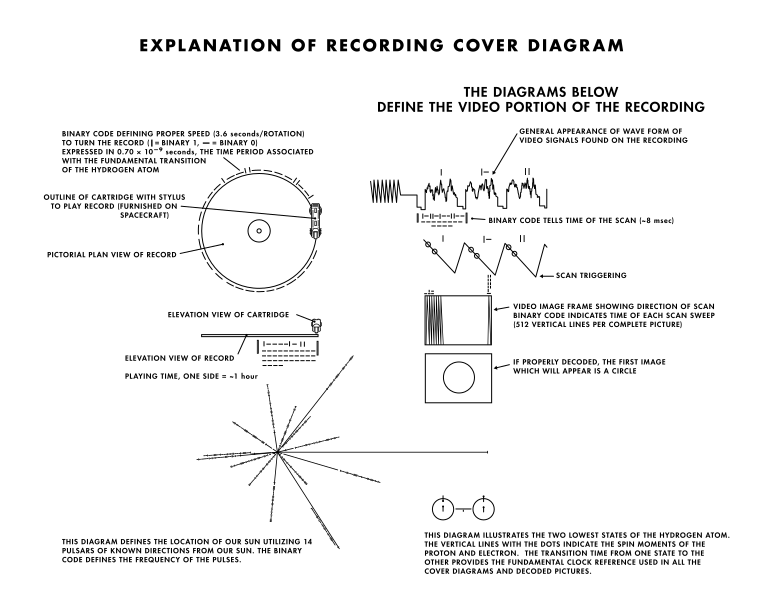 EXPLANATION OF RECORDING COVER DIAGRAM
BINARY CODE DEFINING PROPER SPEED (3.6 seconds/ROTATION)
TO TURN THE RECORD (|= BINARY 1, — = BINARY 0)
EXPRESSED IN 0.70 × 10⁻⁹ seconds, THE TIME PERIOD ASSOCIATED
WITH THE FUNDAMENTAL TRANSITION
OF THE HYDROGEN ATOM
OUTLINE OF CARTRIDGE WITH STYLUS
TO PLAY RECORD (FURNISHED ON
SPACECRAFT)
PICTORIAL PLAN VIEW OF RECORD
ELEVATION VIEW OF CARTRIDGE
ELEVATION VIEW OF RECORD
PLAYING TIME, ONE SIDE = ~1 hour
THIS DIAGRAM DEFINES THE LOCATION OF OUR SUN UTILIZING 14
PULSARS OF KNOWN DIRECTIONS FROM OUR SUN. THE BINARY
CODE DEFINES THE FREQUENCY OF THE PULSES.
THE DIAGRAMS BELOW
DEFINE THE VIDEO PORTION OF THE RECORDING
GENERAL APPEARANCE OF WAVE FORM OF
VIDEO SIGNALS FOUND ON THE RECORDING
BINARY CODE TELLS TIME OF THE SCAN (~8 msec)
SCAN TRIGGERING
VIDEO IMAGE FRAME SHOWING DIRECTION OF SCAN
BINARY CODE INDICATES TIME OF EACH SCAN SWEEP
(512 VERTICAL LINES PER COMPLETE PICTURE)
IF PROPERLY DECODED, THE FIRST IMAGE
WHICH WILL APPEAR IS A CIRCLE
THIS DIAGRAM ILLUSTRATES THE TWO LOWEST STATES OF THE HYDROGEN ATOM.
THE VERTICAL LINES WITH THE DOTS INDICATE THE SPIN MOMENTS OF THE
PROTON AND ELECTRON. THE TRANSITION TIME FROM ONE STATE TO THE
OTHER PROVIDES THE FUNDAMENTAL CLOCK REFERENCE USED IN ALL THE
COVER DIAGRAMS AND DECODED PICTURES.